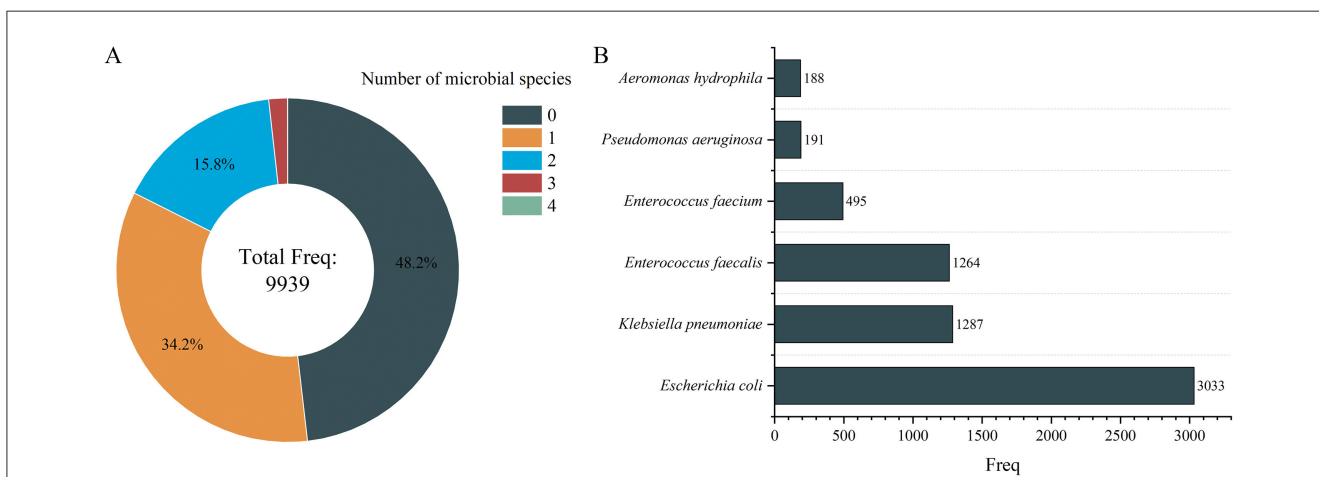 A
Number of microbial species
0
1
2
3
4
15.8%
48.2%
34.2%
Total Freq:
9939
B
Aeromonas hydrophila
188
Pseudomonas aeruginosa
191
Enterococcus faecium
495
Enterococcus faecalis
1264
Klebsiella pneumoniae
1287
Escherichia coli
3033
0 500 1000 1500 2000 2500 3000
Freq